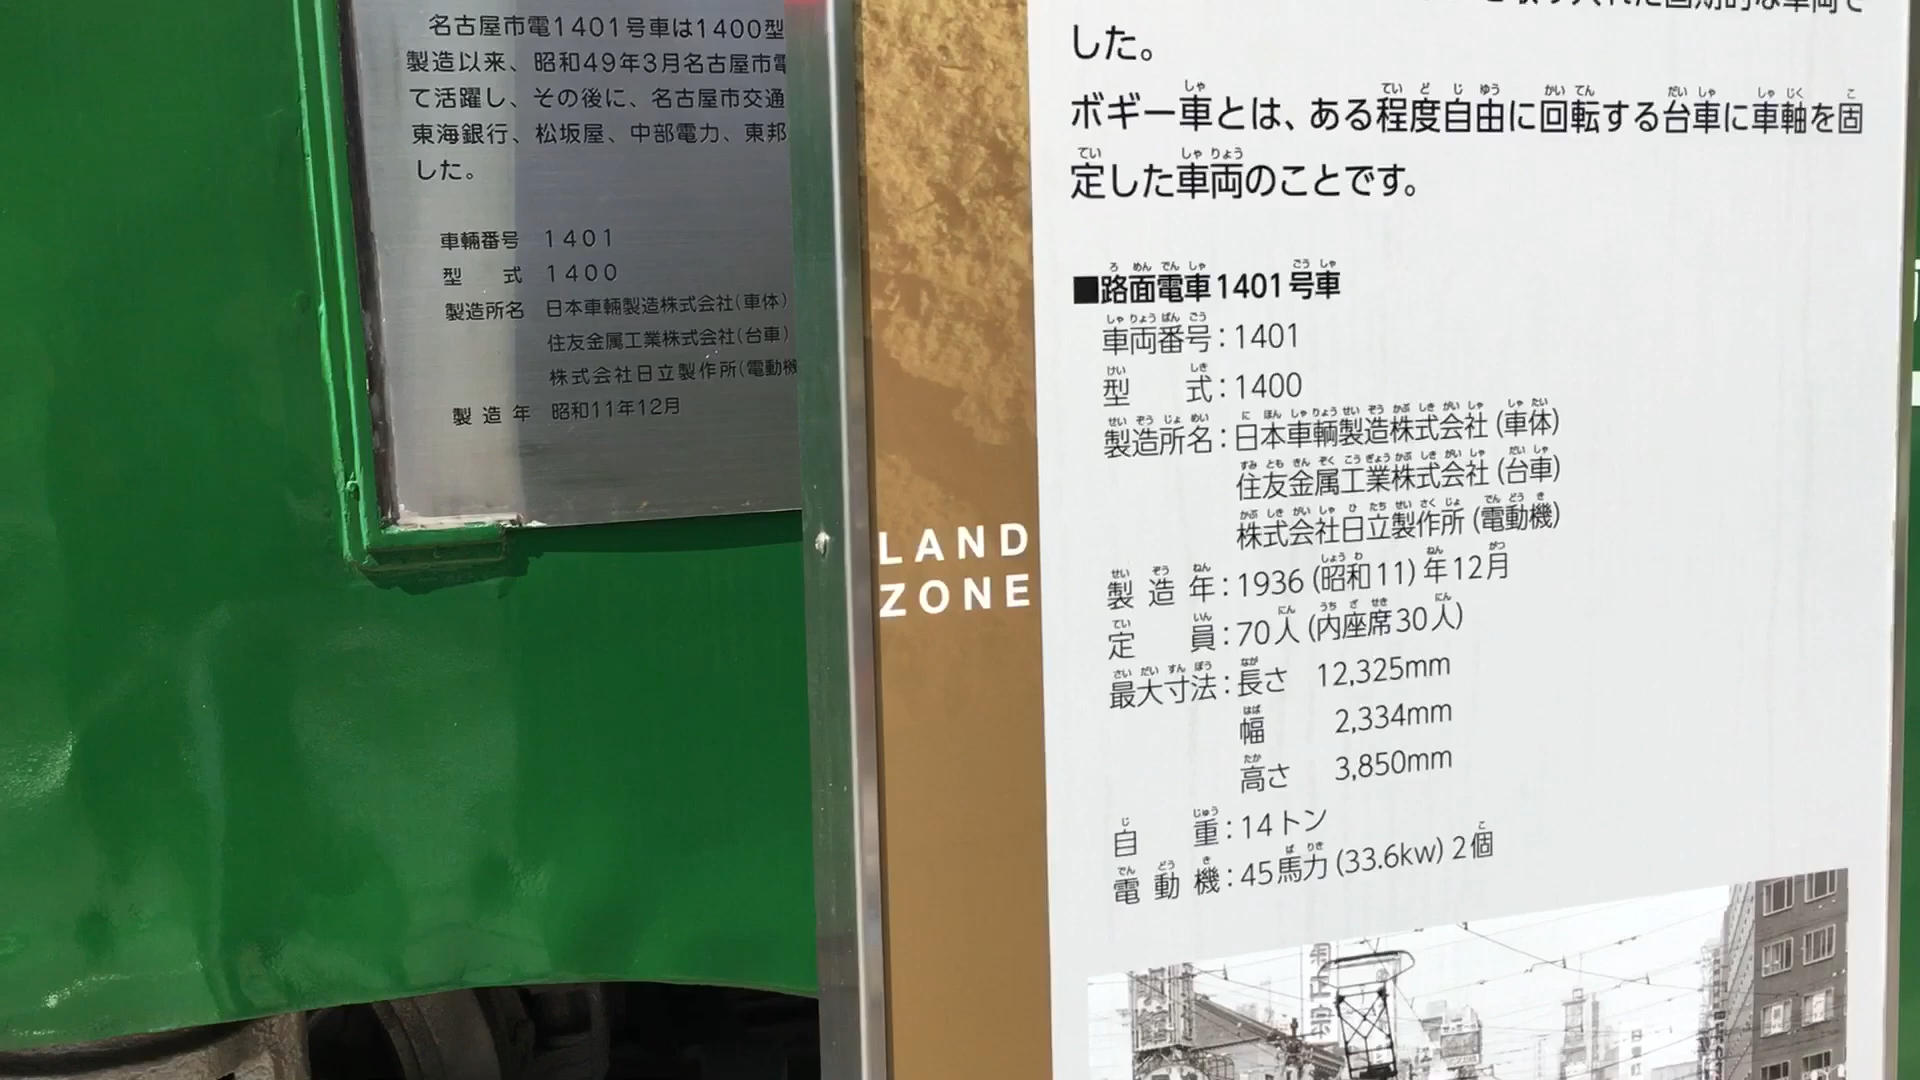 名古屋市電1401号車は1400型
製造以来、昭和49年3月名古屋市電
て活躍し、その後に、名古屋市交通
東海銀行、松坂屋、中部電力、東邦
した。
車輛番号 1401
型 式 1400
製造所名 日本車輛製造株式会社(車体)
住友金属工業株式会社(台車)
株式会社日立製作所(電動機
製造年 昭和11年12月
LAND
ZONE
した。
ボギー車とは、ある程度自由に回転する台車に車軸を固
定した車両のことです。
■路面電車1401号車
車両番号：1401
型 式：1400
製造所名：日本車輌製造株式会社(車体)
住友金属工業株式会社(台車)
株式会社日立製作所(電動機)
製造年：1936(昭和11)年12月
定 員：70人(内座席30人)
最大寸法：長さ 12,325mm
幅 2,334mm
高さ 3,850mm
自 重：14トン
電動機：45馬力(33.6kw)2個